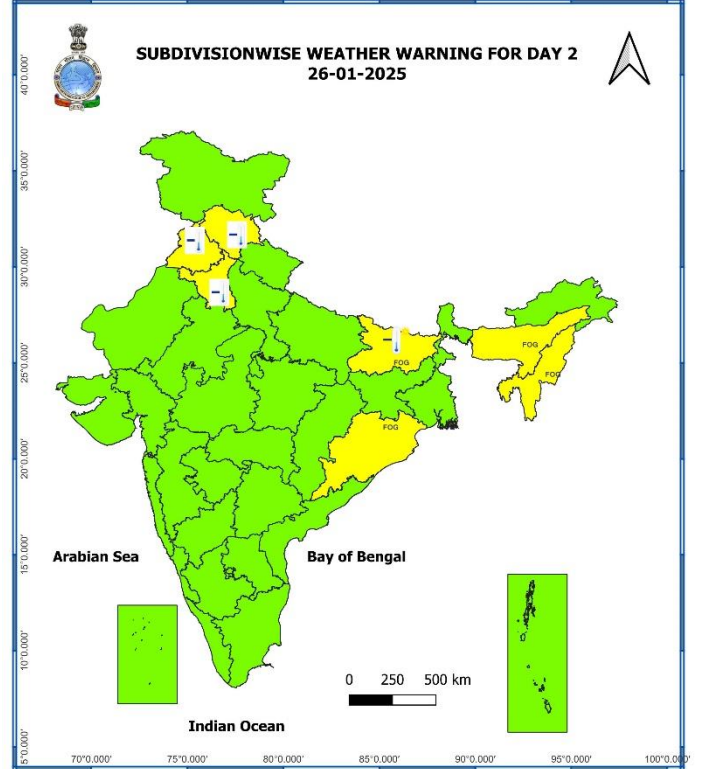 SUBDIVISIONWISE WEATHER WARNING FOR DAY 2
26-01-2025
40°0.000'
35°0.000'
30°0.000'
25°0.000'
20°0.000'
15°0.000'
10°0.000'
5°0.000'
FOG
FOG
FOG
FOG
Arabian Sea
Bay of Bengal
0 250 500 km
Indian Ocean
70°0.000' 75°0.000' 80°0.000' 85°0.000' 90°0.000' 95°0.000' 100°0.000'